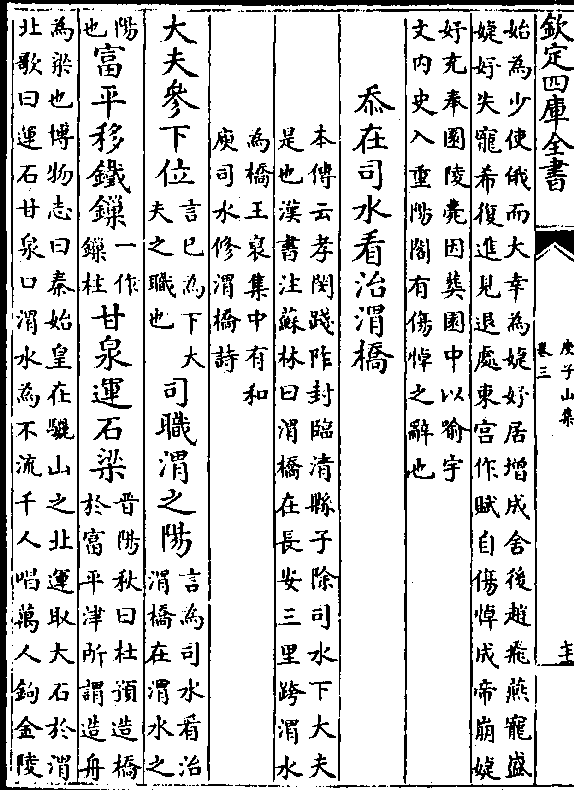 欽定四庫全書
庾子山集
卷三
始為少使俄而大幸為婕妤居增成舍後趙飛燕寵盛
婕妤失寵希復進見退處東宮作賦自傷悼成帝崩婕
妤充奉園陵薨因葬園中以喻宇
文內史入重陽閣有傷悼之辭也
忝在司水看治渭橋
本傳云孝閔踐阼封臨清縣子除司水下大夫
是也漢書注蘇林曰渭橋在長安三里跨渭水
為橋王裒集中有和
庾司水修渭橋詩
大夫參下位
言已為下大
夫之職也
司職渭之陽
言為司水看治
渭橋在渭水之
陽
也
富平移鐵鏁
一作
鏁柱
甘泉運石梁
晉陽秋曰杜預造橋
於富平津所謂造舟
為梁也博物志曰秦始皇在驪山之北運取大石於渭
北歌曰運石甘泉口渭水為不流千人唱萬人鉤金陵